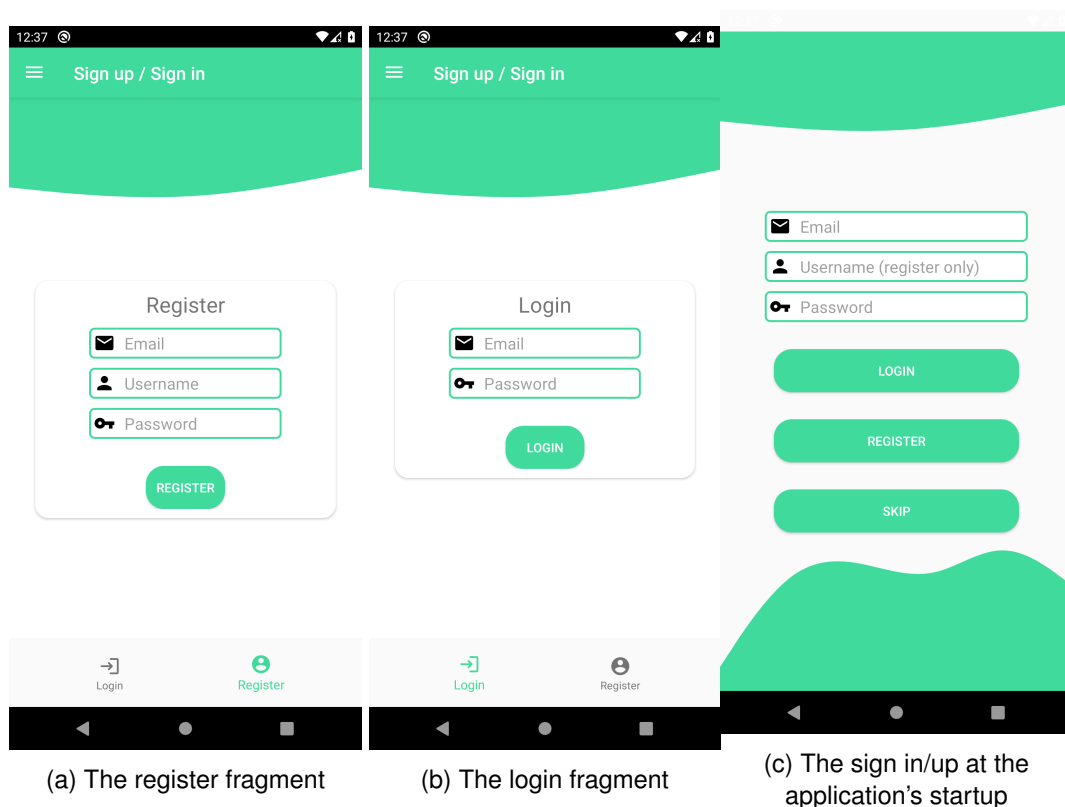 12:37
Sign up / Sign in
Register
Email
Username
Password
REGISTER
Login
Register
(a) The register fragment
12:37
Sign up / Sign in
Login
Email
Password
LOGIN
Login
Register
(b) The login fragment
Email
Username (register only)
Password
LOGIN
REGISTER
SKIP
(c) The sign in/up at the
application's startup